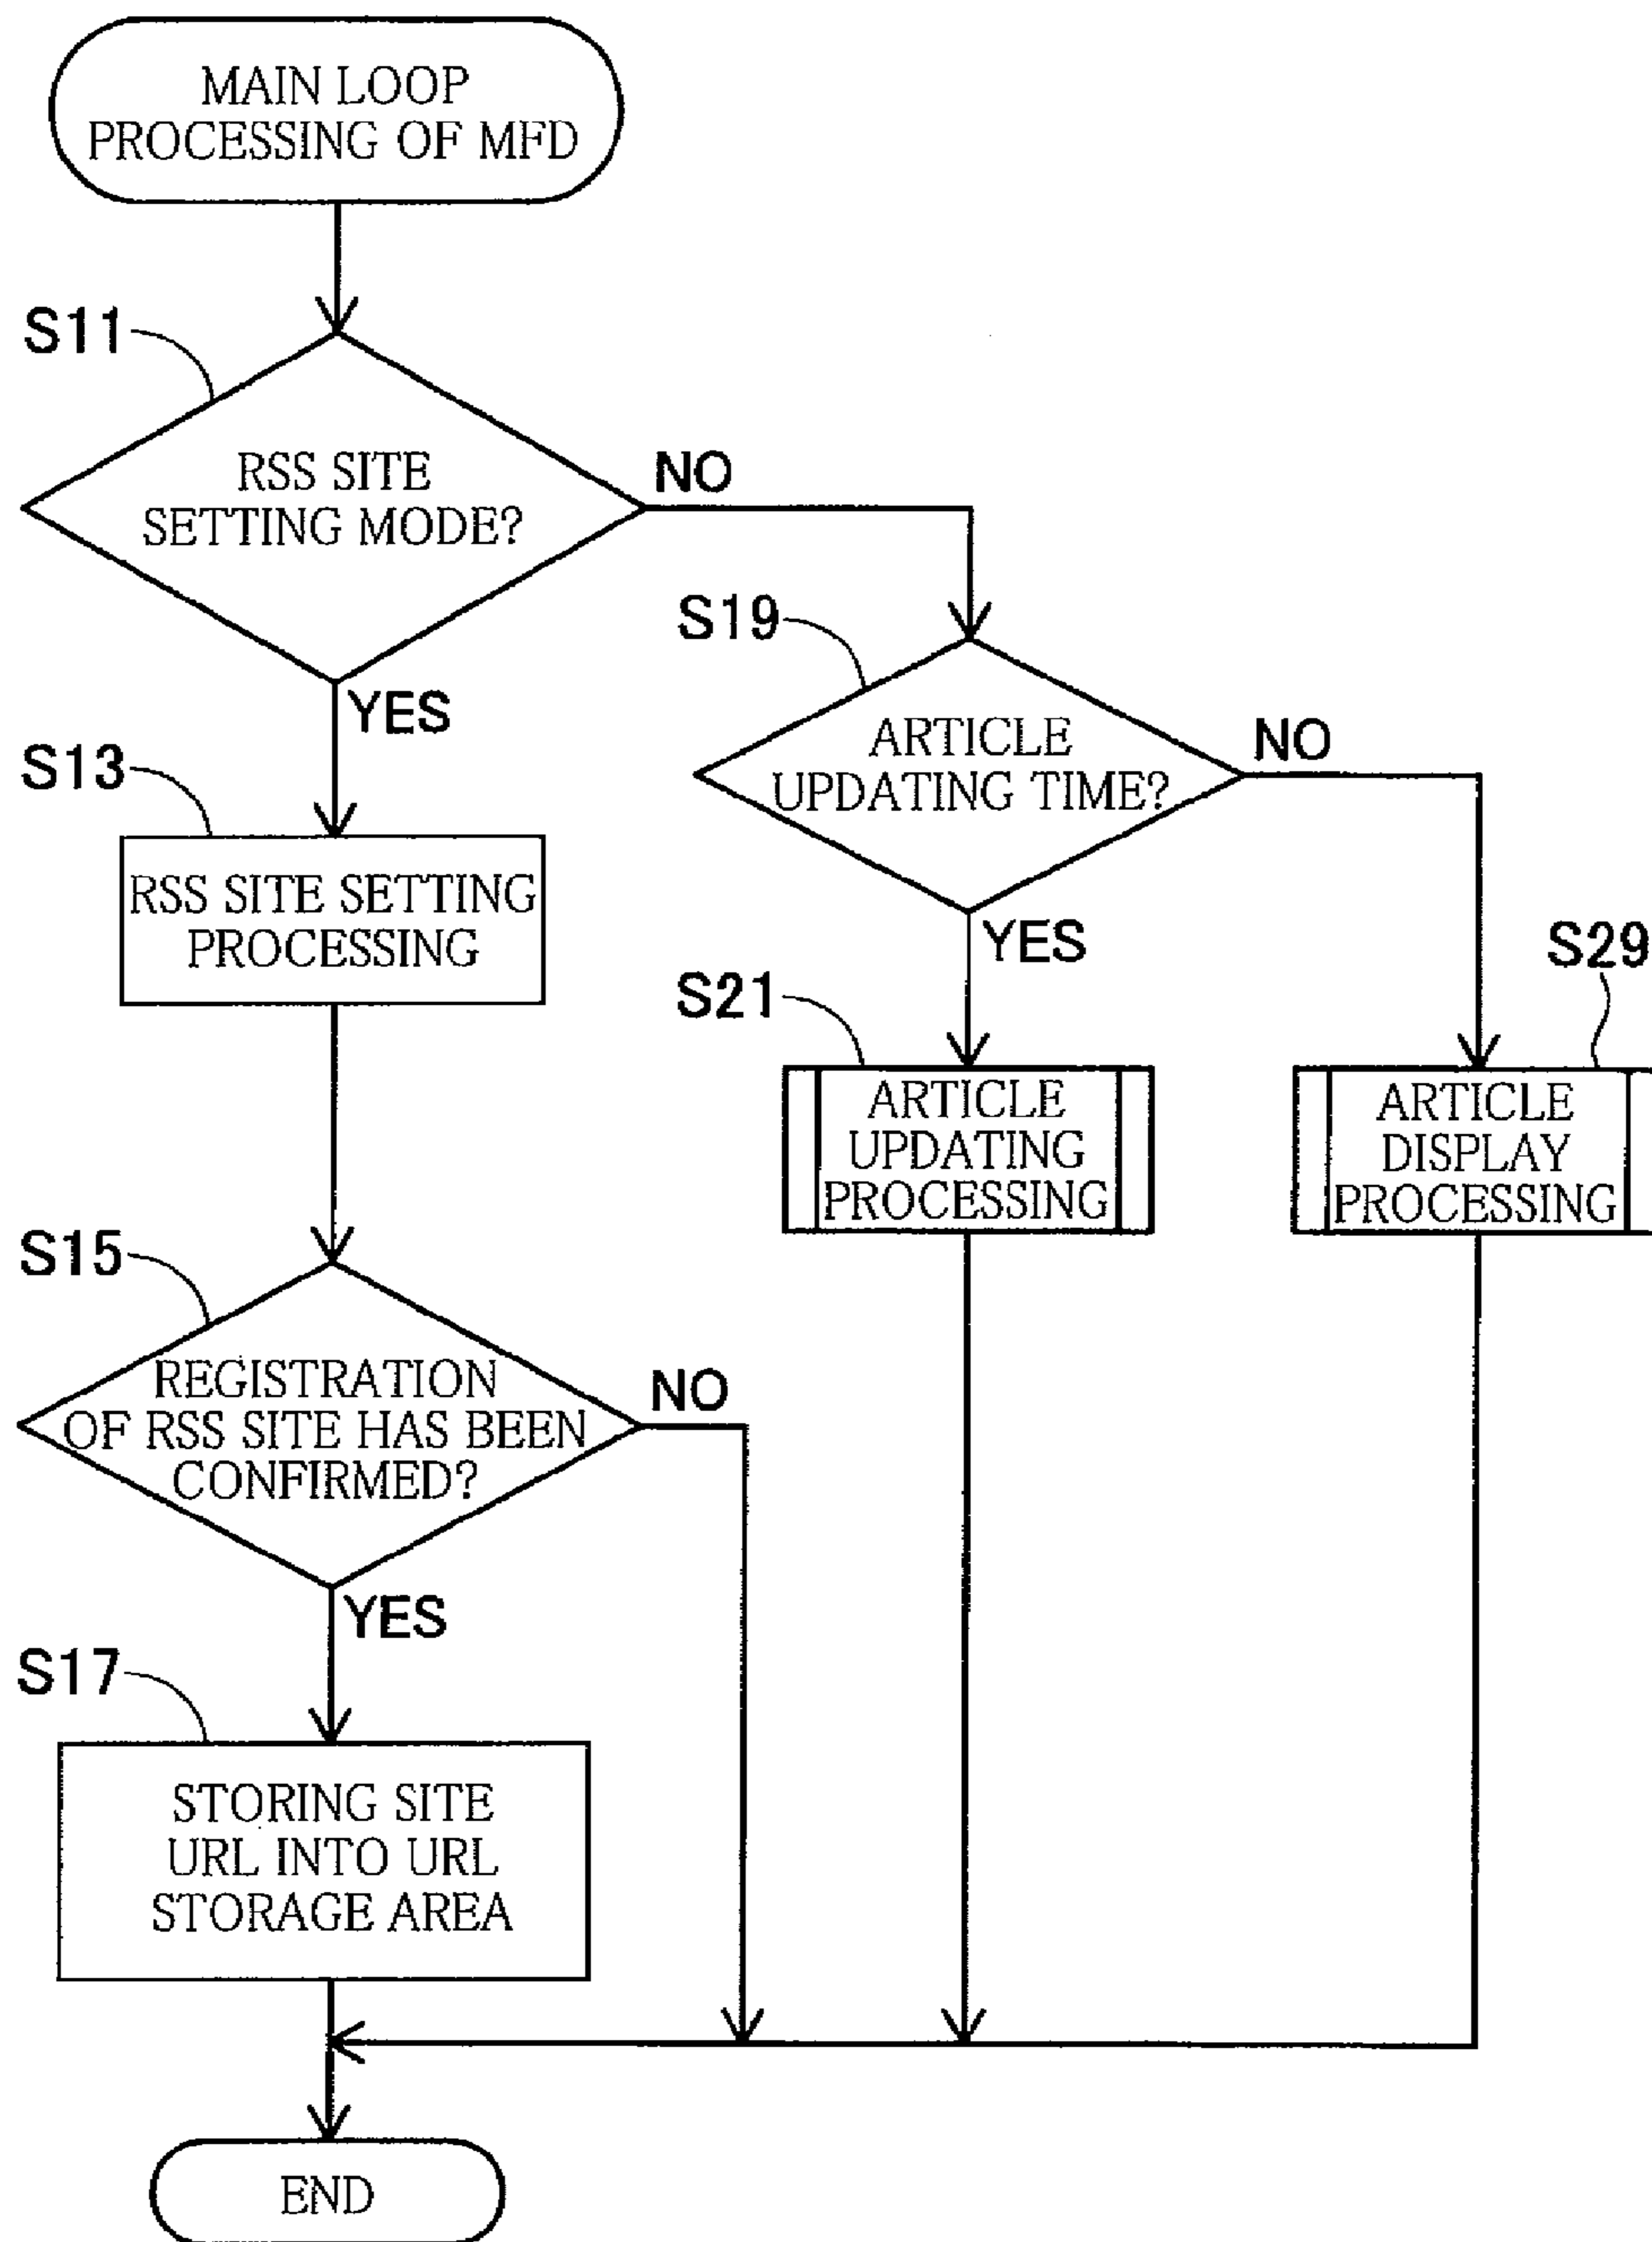 MAIN LOOP
PROCESSING OF MFD
S11
RSS SITE
SETTING MODE?
NO
YES
S19
ARTICLE
UPDATING TIME?
NO
YES
S13
RSS SITE SETTING
PROCESSING
S21
ARTICLE
UPDATING
PROCESSING
S29
ARTICLE
DISPLAY
PROCESSING
S15
REGISTRATION
OF RSS SITE HAS BEEN
CONFIRMED?
NO
YES
S17
STORING SITE
URL INTO URL
STORAGE AREA
END